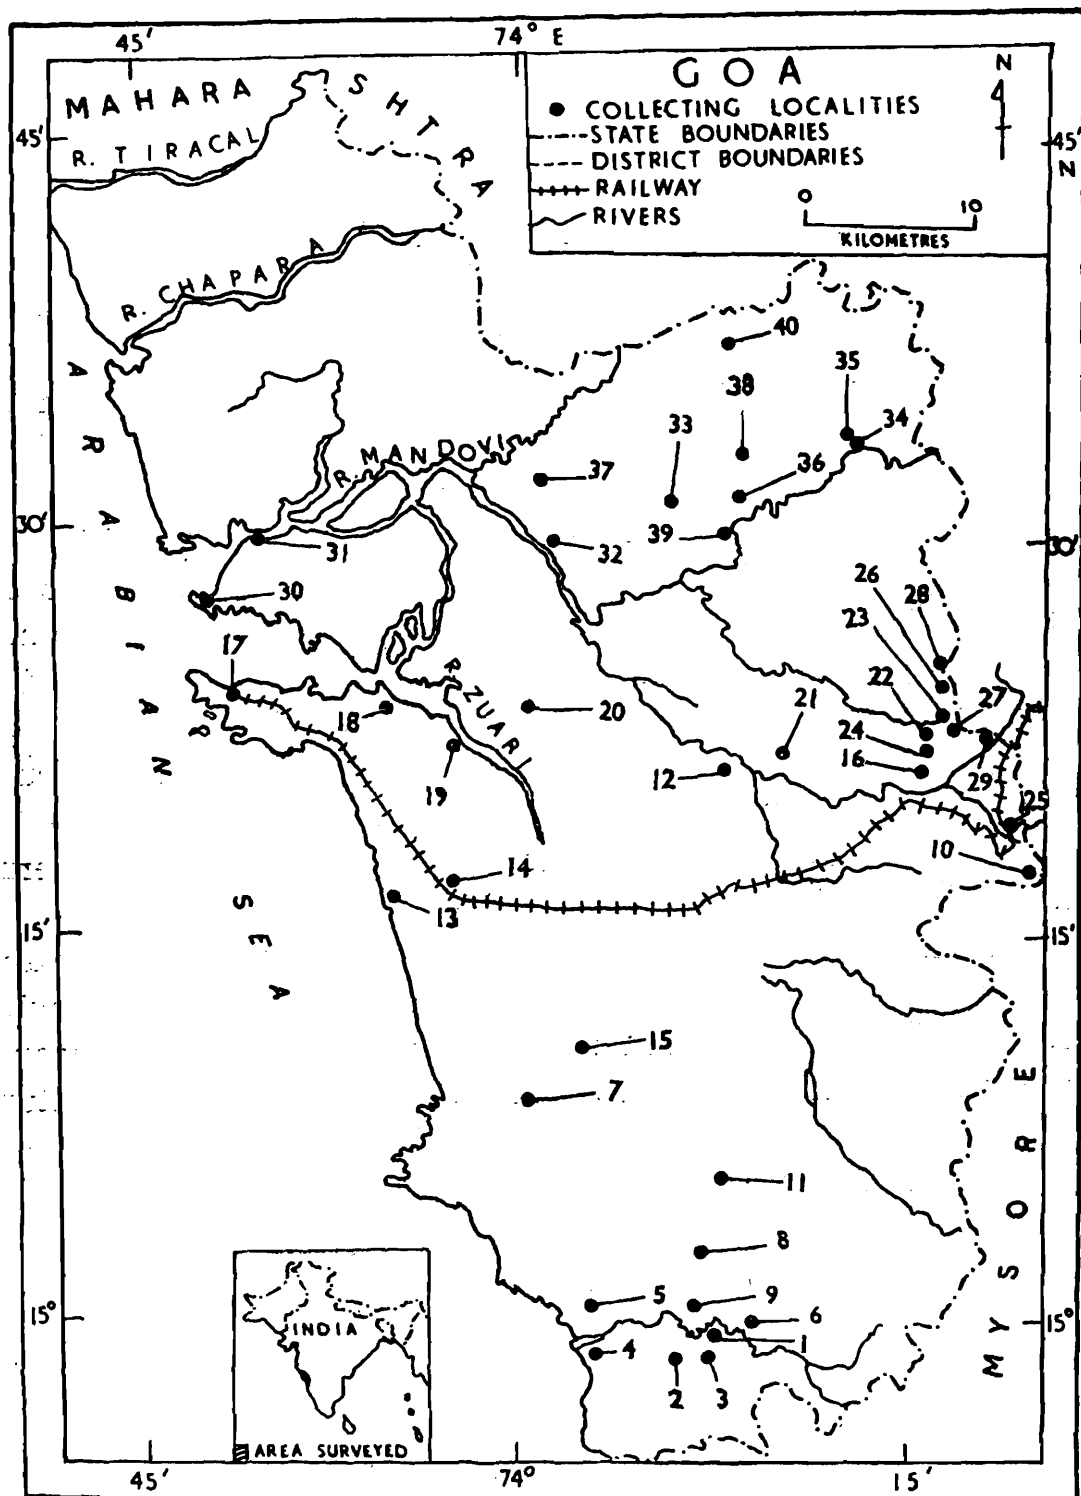 45'
74° E
GOA
N
COLLECTING LOCALITIES
STATE BOUNDARIES
DISTRICT BOUNDARIES
RAILWAY
RIVERS
0
10
KILOMETRES
MAHARA
SHTRA
45'
45'
N
R. TIRACAL
R. CHAPARA
40
35
38
34
33
R. MANDOVI
37
36
30'
31
32
39
30'
26
28
30
23
17
22
27
R. ZUARI
18
20
21
24
16
12
19
29
25
10
14
13
ARABIAN
SEA
15'
15'
15
7
11
8
MYSORE
5
9
6
15°
15°
1
4
2
3
INDIA
AREA SURVEYED
45'
74°
15'